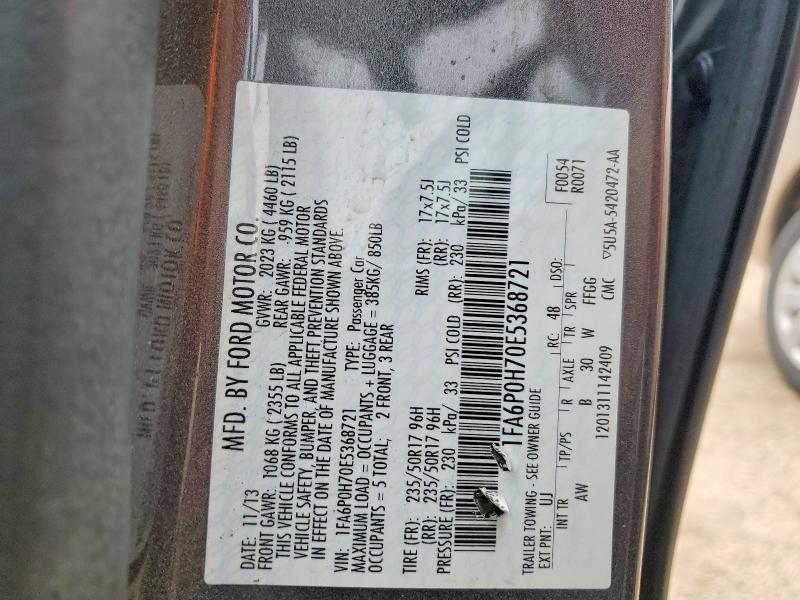 MFD. BY FORD MOTOR CO.
DATE: 11/13 GVWR: 2023 KG ( 4460 LB)
FRONT GAWR: 1068 KG ( 2355 LB) REAR GAWR: 959 KG ( 2115 LB)
THIS VEHICLE CONFORMS TO ALL APPLICABLE FEDERAL MOTOR
VEHICLE SAFETY, BUMPER, AND THEFT PREVENTION STANDARDS
IN EFFECT ON THE DATE OF MANUFACTURE SHOWN ABOVE.
VIN: 1FA6P0H70E5368721 TYPE: Passenger Car
MAXIMUM LOAD = OCCUPANTS + LUGGAGE = 385KG/ 850LB
OCCUPANTS = 5 TOTAL; 2 FRONT, 3 REAR
TIRE (FR): 235/50R17 96H RIMS (FR): 17x7.5J
(RR): 235/50R17 96H (RR): 17x7.5J
PRESSURE (FR): 230 kPa/ 33 PSI COLD (RR): 230 kPa/ 33 PSI COLD
1FA6P0H70E5368721
TRAILER TOWING - SEE OWNER GUIDE F0054
EXT PNT: UJ RC: 48 DSO: R0071
INT TR TP/PS R AXLE TR SPR
AW B 30 W FFGG
1201311142409 CMC
▽5U5A-5420472-AA